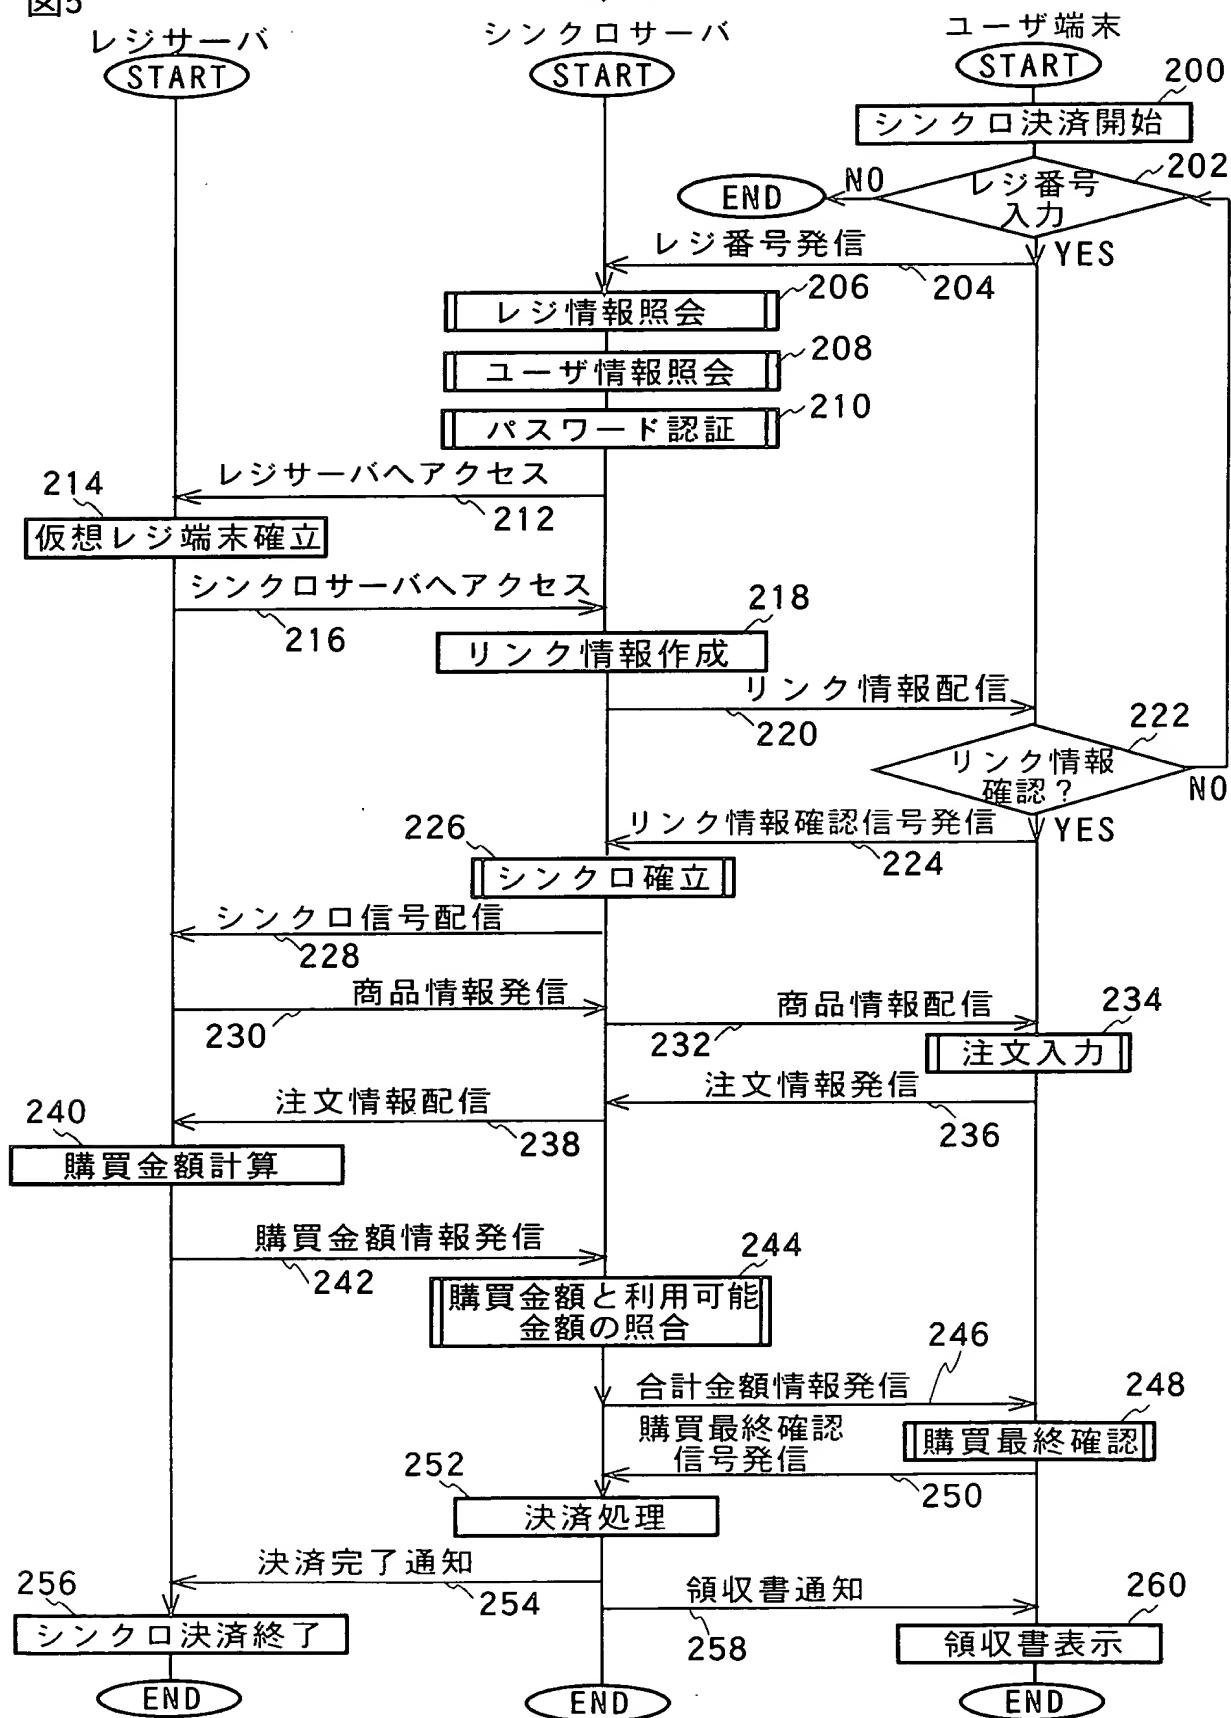 図5
レジサーバ
シンクロサーバ
ユーザ端末
START
START
START
200
シンクロ決済開始
202
レジ番号
入力
NO
END
YES
レジ番号発信
204
206
レジ情報照会
208
ユーザ情報照会
210
パスワード認証
レジサーバへアクセス
212
214
仮想レジ端末確立
シンクロサーバへアクセス
216
218
リンク情報作成
リンク情報配信
220
222
リンク情報
確認?
NO
YES
リンク情報確認信号発信
224
226
シンクロ確立
シンクロ信号配信
228
商品情報発信
230
商品情報配信
232
234
注文入力
注文情報発信
236
注文情報配信
238
240
購買金額計算
購買金額情報発信
242
244
購買金額と利用可能
金額の照合
246
合計金額情報発信
248
購買最終確認
購買最終確認
信号発信
250
252
決済処理
決済完了通知
254
256
シンクロ決済終了
領収書通知
258
260
領収書表示
END
END
END